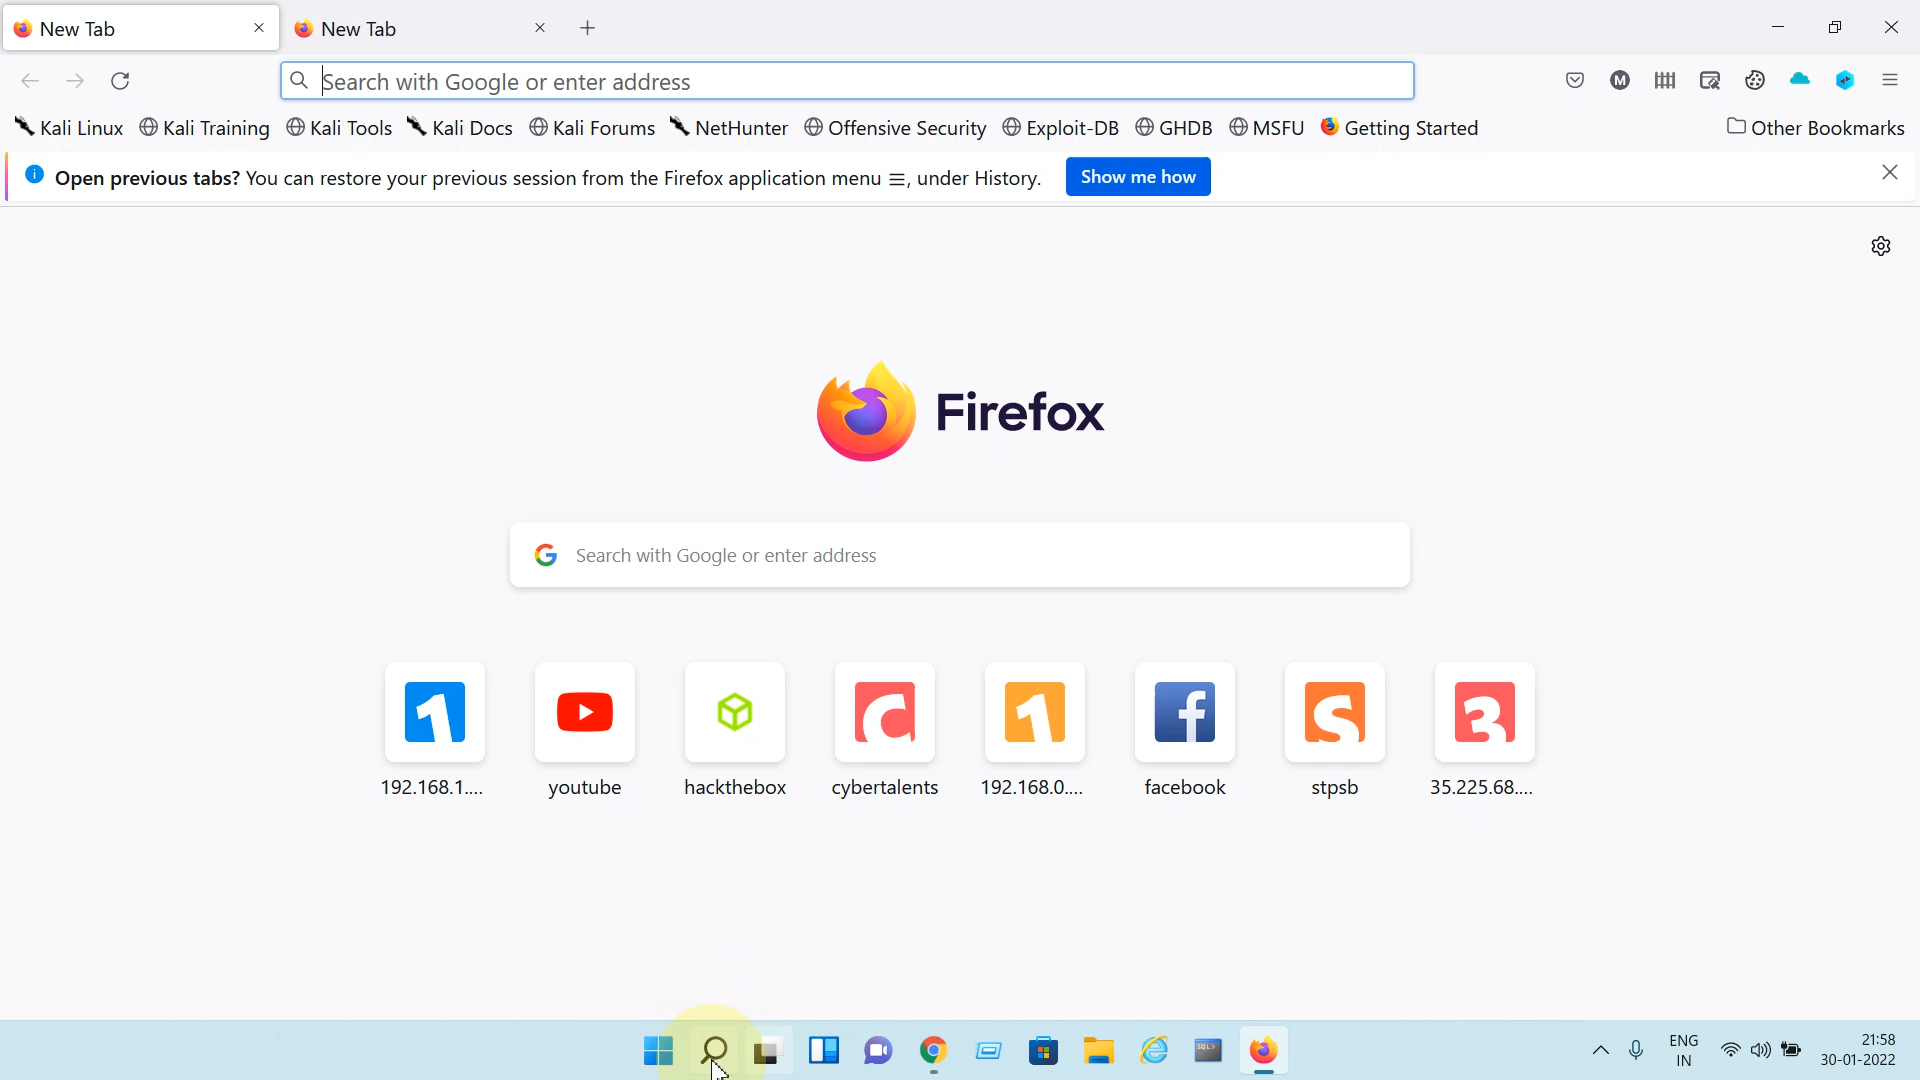 New Tab
New Tab
Search with Google or enter address
Kali Linux Kali Training Kali Tools Kali Docs Kali Forums NetHunter Offensive Security Exploit-DB GHDB MSFU Getting Started Other Bookmarks
Open previous tabs? You can restore your previous session from the Firefox application menu ☰, under History. Show me how
Firefox
Search with Google or enter address
192.168.1.... youtube hackthebox cybertalents 192.168.0.... facebook stpsb 35.225.68....
ENG
IN
21:58
30-01-2022